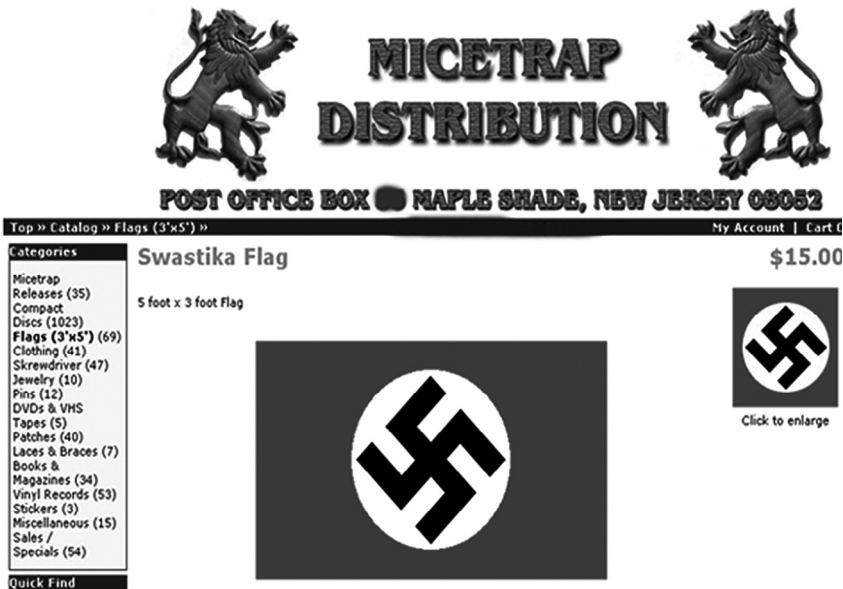 MICETRAP
DISTRIBUTION
POST OFFICE BOX MAPLE SHADE, NEW JERSEY 08052
Top » Catalog » Flags (3'x5') »
My Account | Cart C
Categories
Micetrap
Releases (35)
Compact
Discs (1023)
Flags (3'x5') (69)
Clothing (41)
Skrewdriver (47)
Jewelry (10)
Pins (12)
DVDs & VHS
Tapes (5)
Patches (40)
Laces & Braces (7)
Books &
Magazines (34)
Vinyl Records (53)
Stickers (3)
Miscellaneous (15)
Sales /
Specials (54)
Quick Find
Swastika Flag
$15.00
5 foot x 3 foot Flag
Click to enlarge